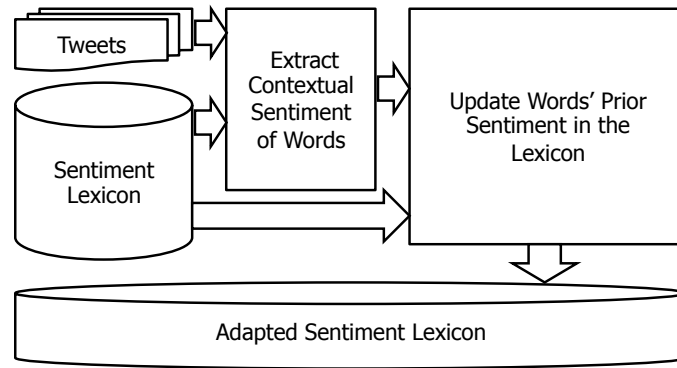 Tweets
Extract
Contextual
Sentiment
of Words
Update Words’ Prior
Sentiment in the
Lexicon
Sentiment
Lexicon
Adapted Sentiment Lexicon